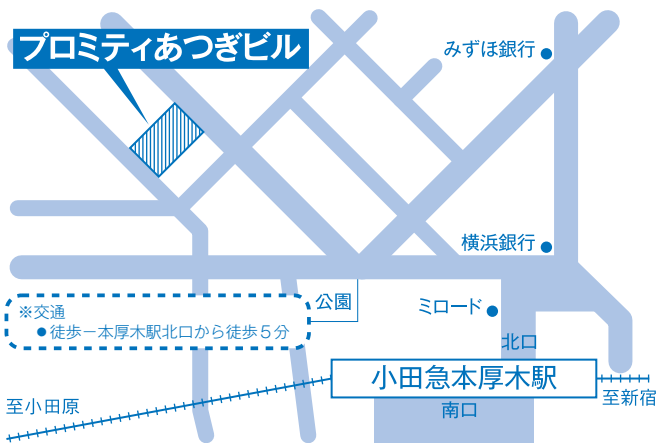 プロミティあつぎビル
みずほ銀行
横浜銀行
公園
※交通
●徒歩ー本厚木駅北口から徒歩5分
ミロード
北口
小田急本厚木駅
至小田原
至新宿
南口